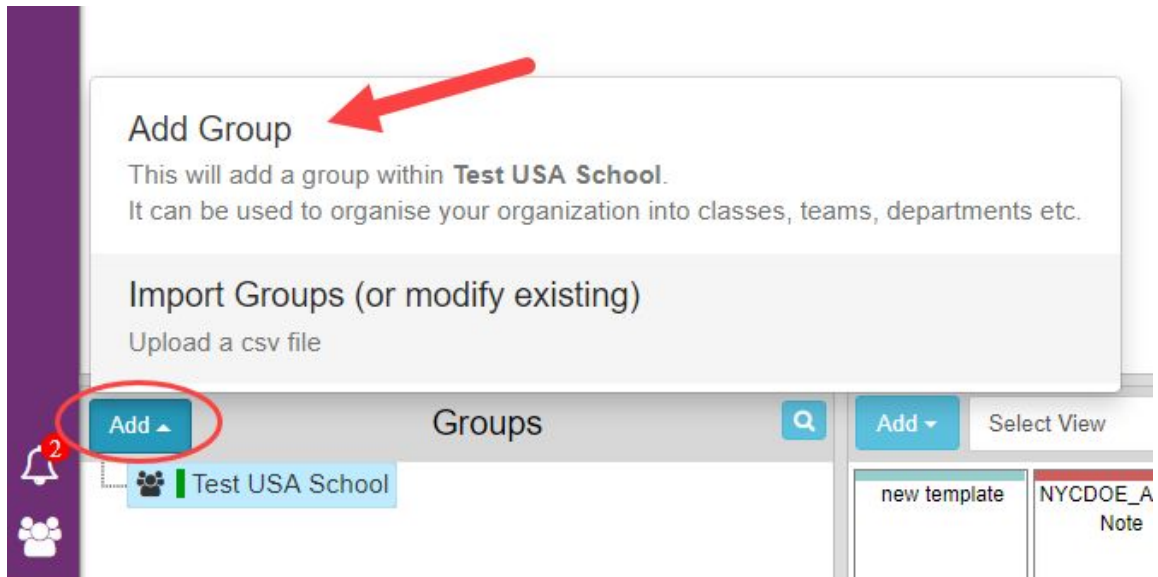 Add Group
This will add a group within Test USA School.
It can be used to organise your organization into classes, teams, departments etc.
Import Groups (or modify existing)
Upload a csv file
Add
Groups
Add
Select View
2
Test USA School
new template
NYCDOE_A
Note